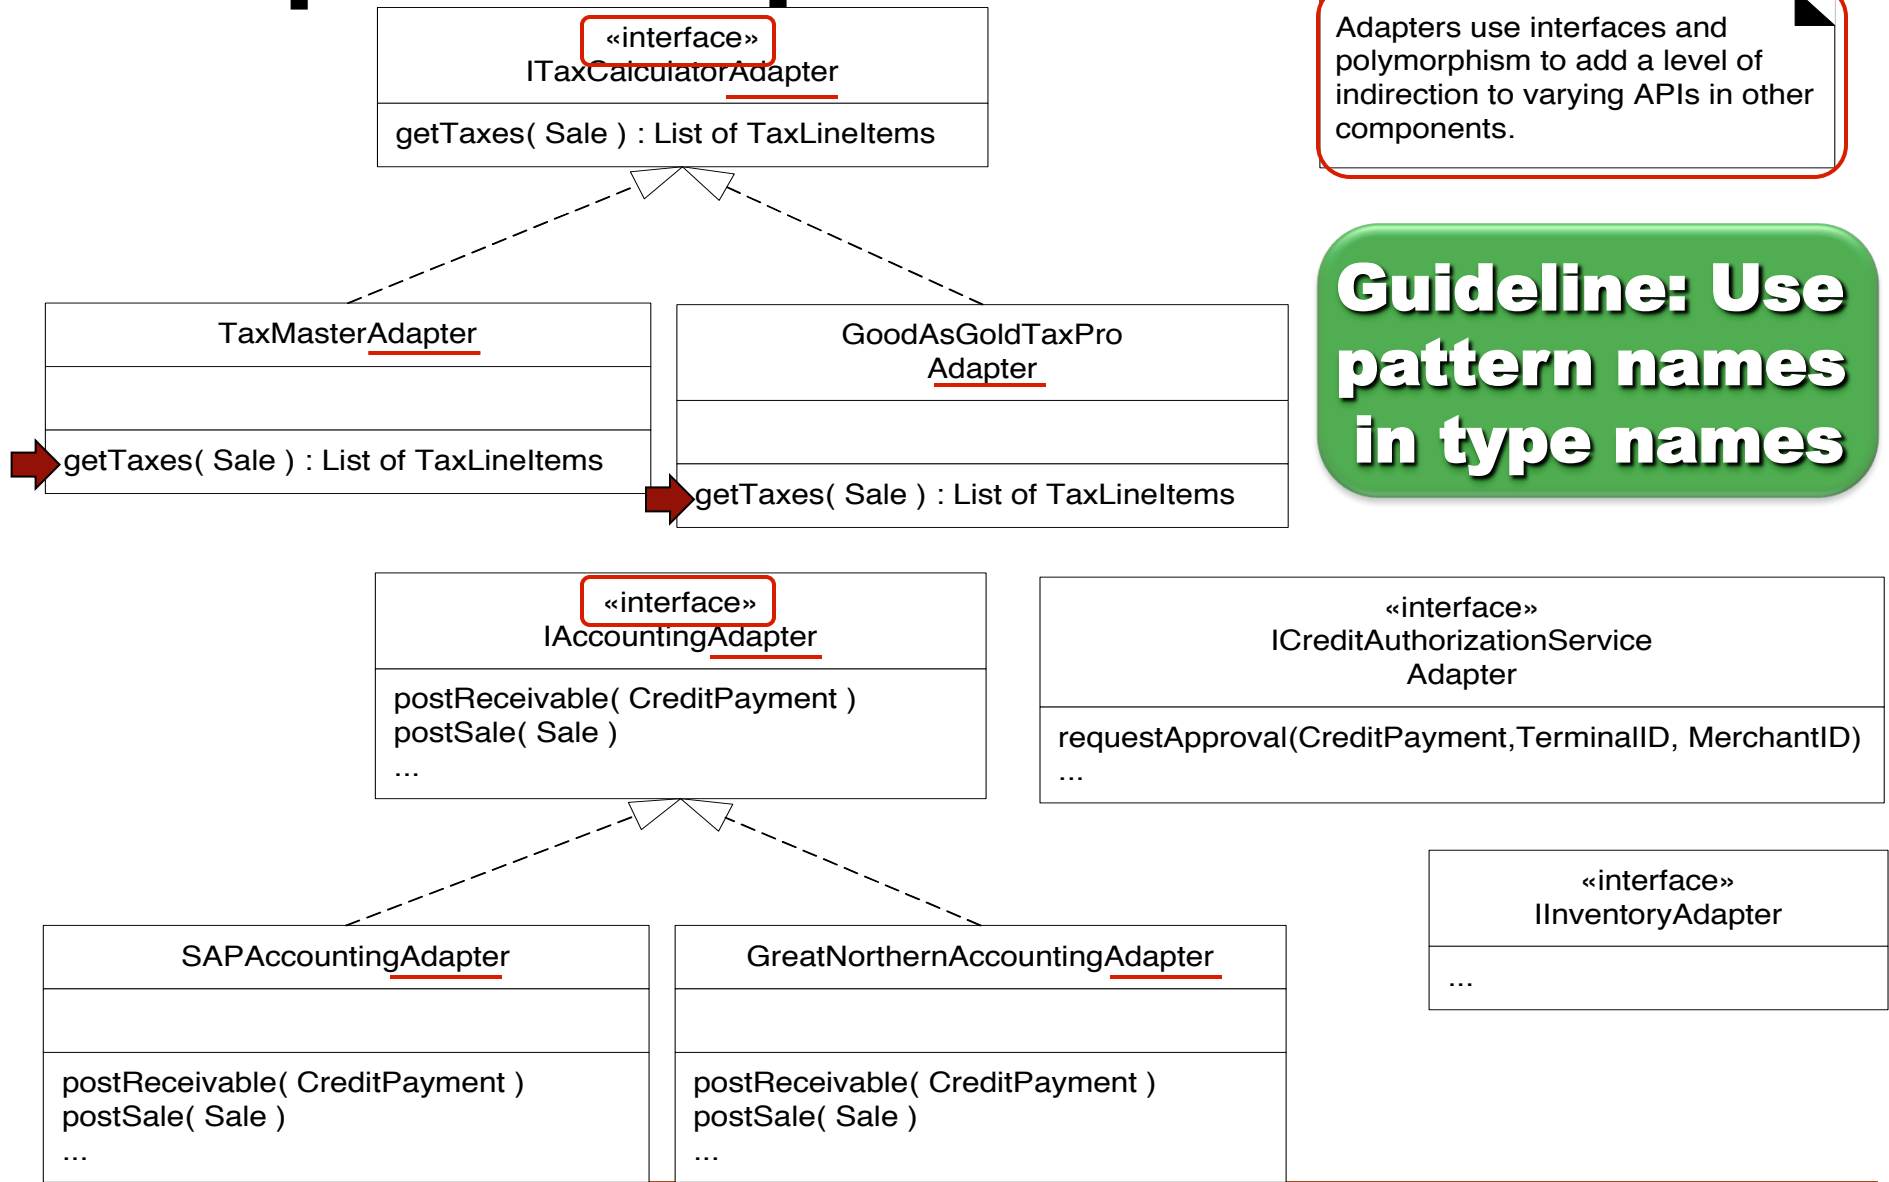 «interface»
ITaxCalculatorAdapter
getTaxes( Sale ) : List of TaxLineItems
Adapters use interfaces and
polymorphism to add a level of
indirection to varying APIs in other
components.
Guideline: Use
pattern names
in type names
TaxMasterAdapter
getTaxes( Sale ) : List of TaxLineItems
GoodAsGoldTaxPro
Adapter
getTaxes( Sale ) : List of TaxLineItems
«interface»
IAccountingAdapter
postReceivable( CreditPayment )
postSale( Sale )
...
«interface»
ICreditAuthorizationService
Adapter
requestApproval(CreditPayment,TerminalID, MerchantID)
...
«interface»
IInventoryAdapter
...
SAPAccountingAdapter
postReceivable( CreditPayment )
postSale( Sale )
...
GreatNorthernAccountingAdapter
postReceivable( CreditPayment )
postSale( Sale )
...